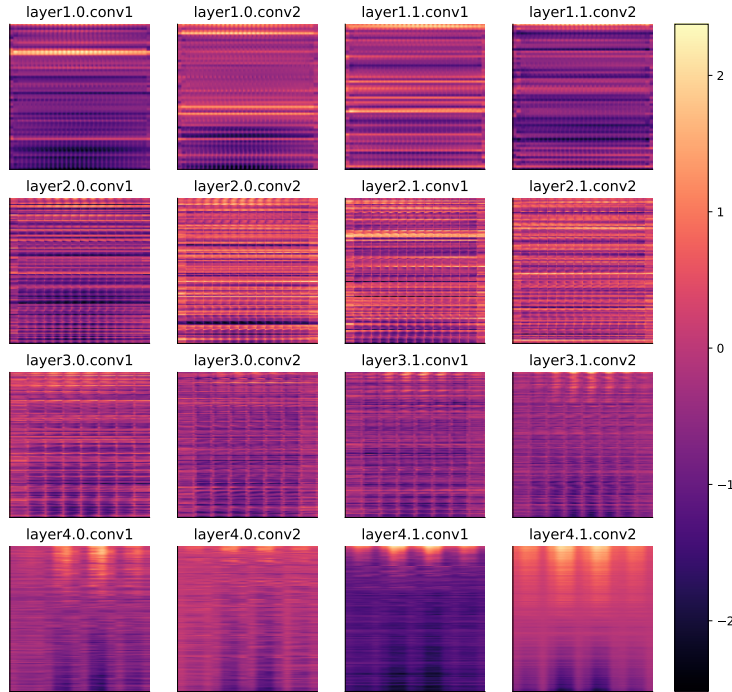 layer1.0.conv1 layer1.0.conv2 layer1.1.conv1 layer1.1.conv2
layer2.0.conv1 layer2.0.conv2 layer2.1.conv1 layer2.1.conv2
layer3.0.conv1 layer3.0.conv2 layer3.1.conv1 layer3.1.conv2
layer4.0.conv1 layer4.0.conv2 layer4.1.conv1 layer4.1.conv2
2
1
0
−1
−2